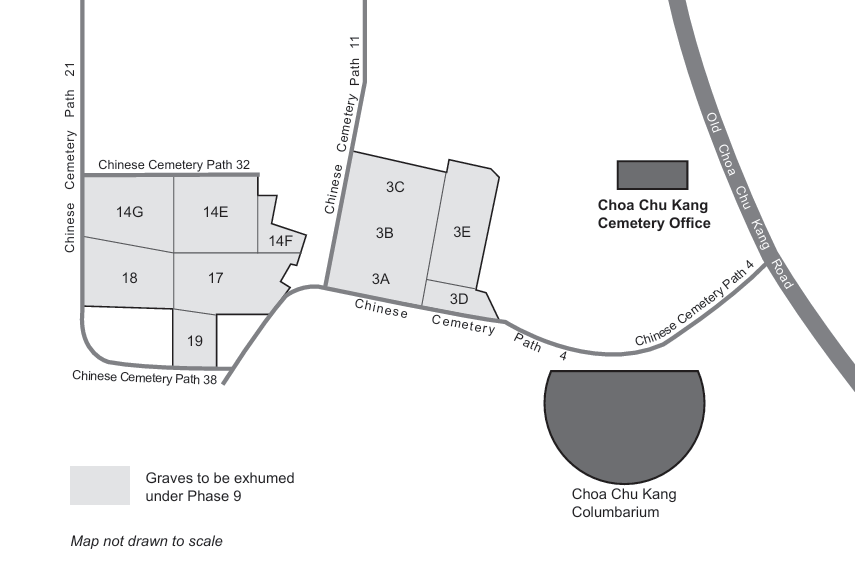 Chinese Cemetery Path 21
Chinese Cemetery Path 11
Old Choa Chu Kang Road
Chinese Cemetery Path 32
14G
14E
14F
18
17
19
3C
3B
3A
3E
3D
Choa Chu Kang
Cemetery Office
Chinese Cemetery Path 4
Chinese Cemetery Path 4
Chinese Cemetery Path 38
Choa Chu Kang
Columbarium
Graves to be exhumed
under Phase 9
Map not drawn to scale